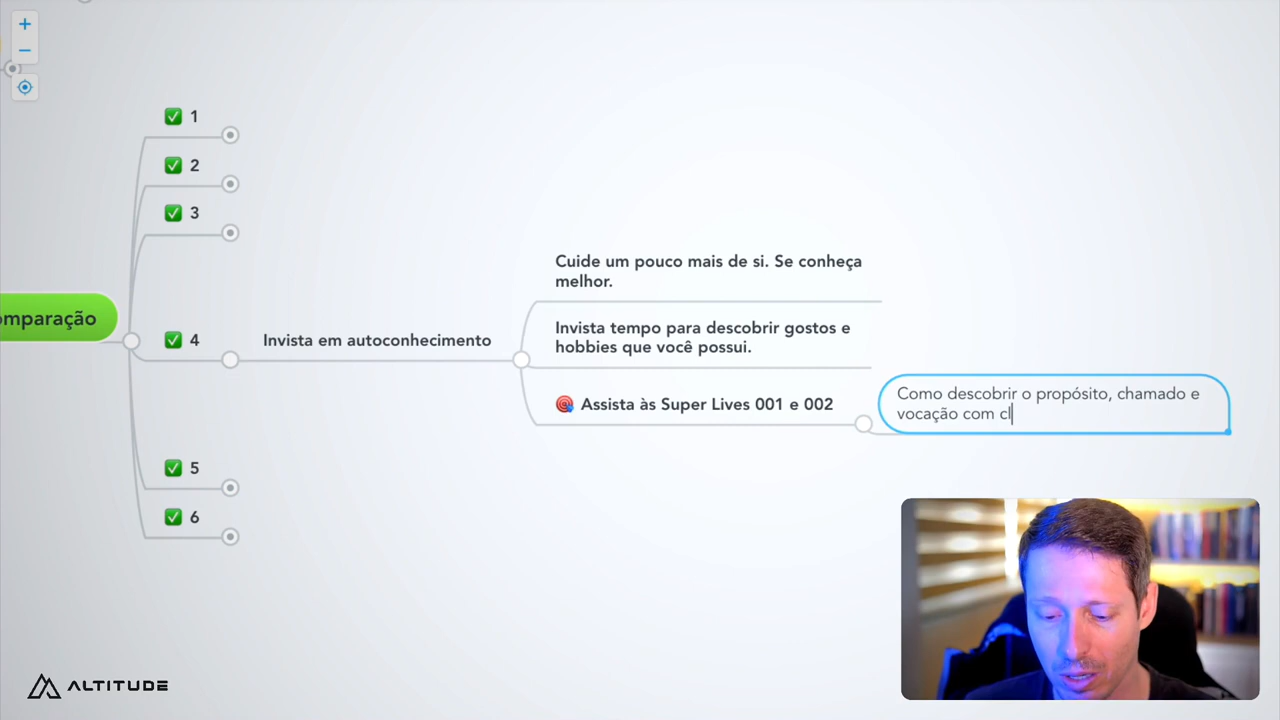 1
2
3
omparação
4
Invista em autoconhecimento
Cuide um pouco mais de si. Se conheça
melhor.
Invista tempo para descobrir gostos e
hobbies que você possui.
Assista às Super Lives 001 e 002
Como descobrir o propósito, chamado e
vocação com cl
5
6
ALTITUDE